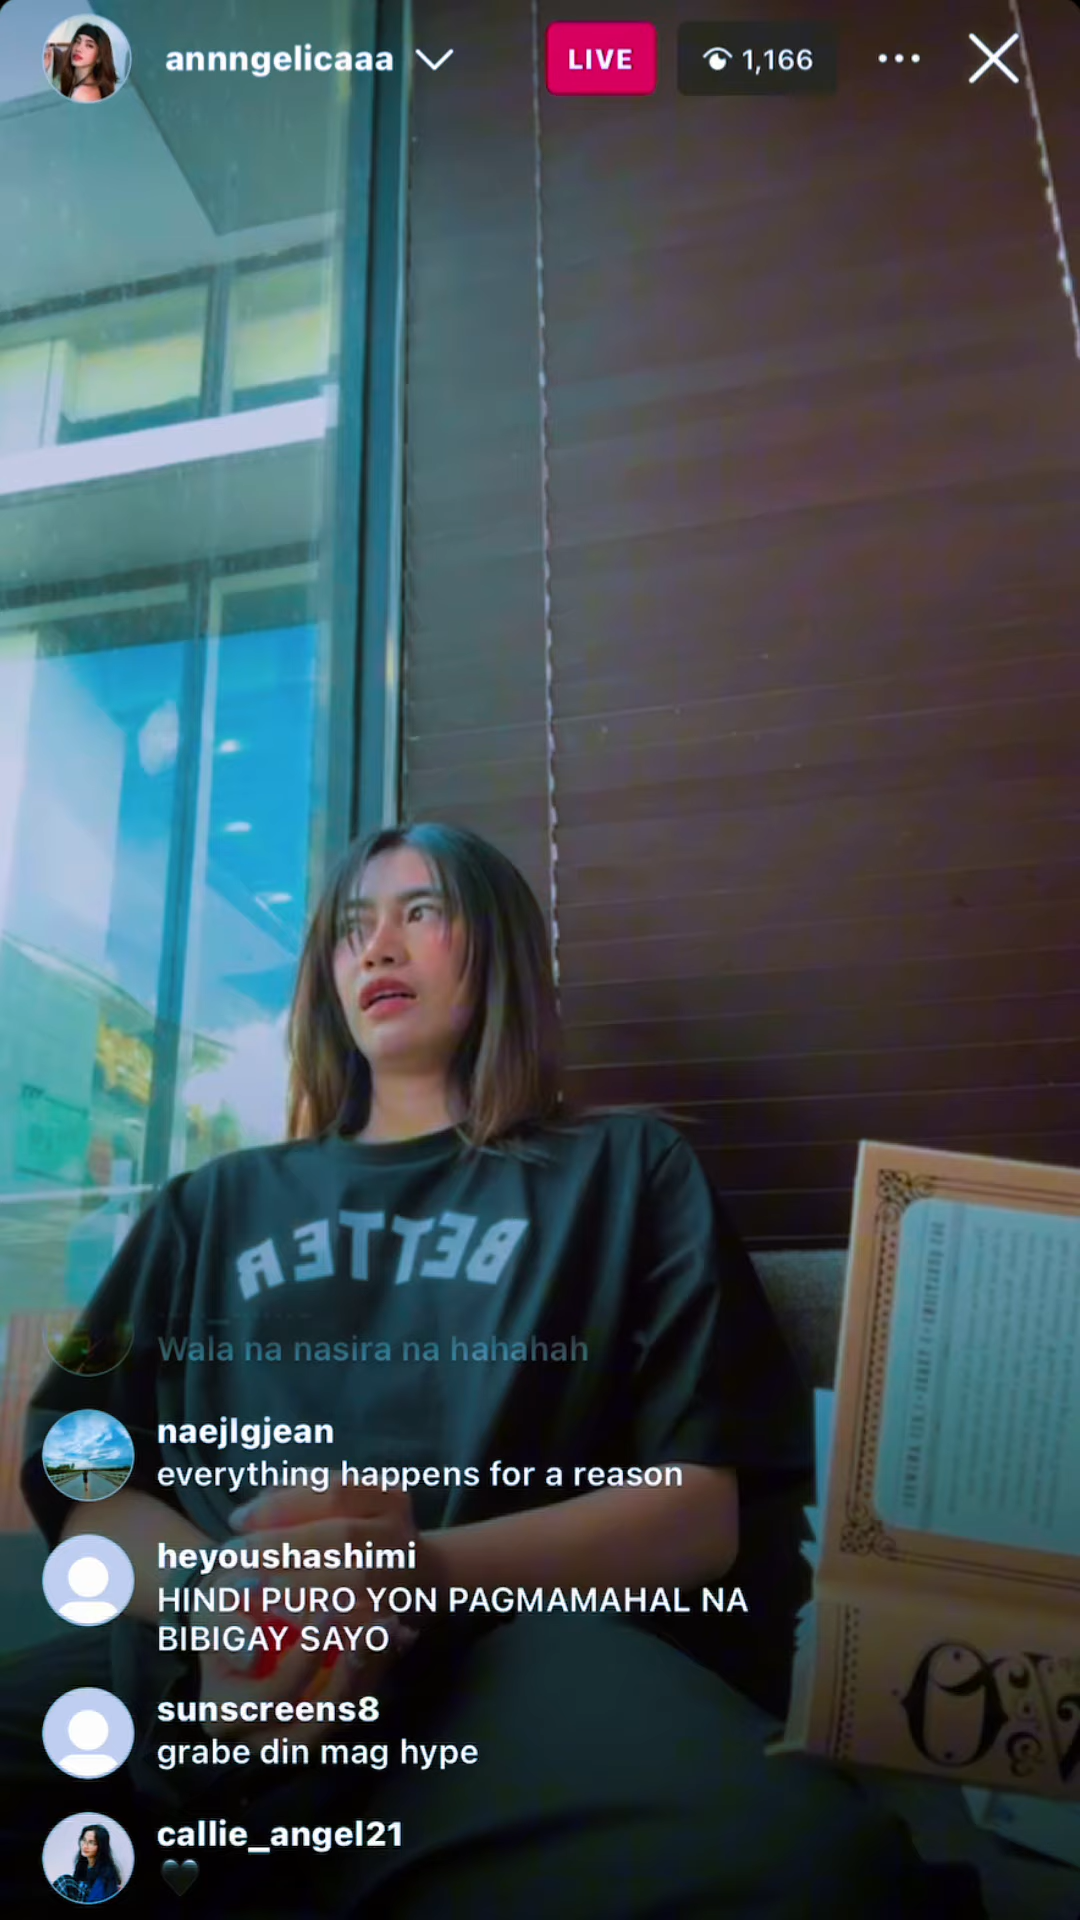 annngelicaaa
LIVE
1,166
BETTER
Wala na nasira na hahahah
naejlgjean
everything happens for a reason
heyoushashimi
HINDI PURO YON PAGMAMAHAL NA
BIBIGAY SAYO
sunscreens8
grabe din mag hype
callie_angel21
🖤